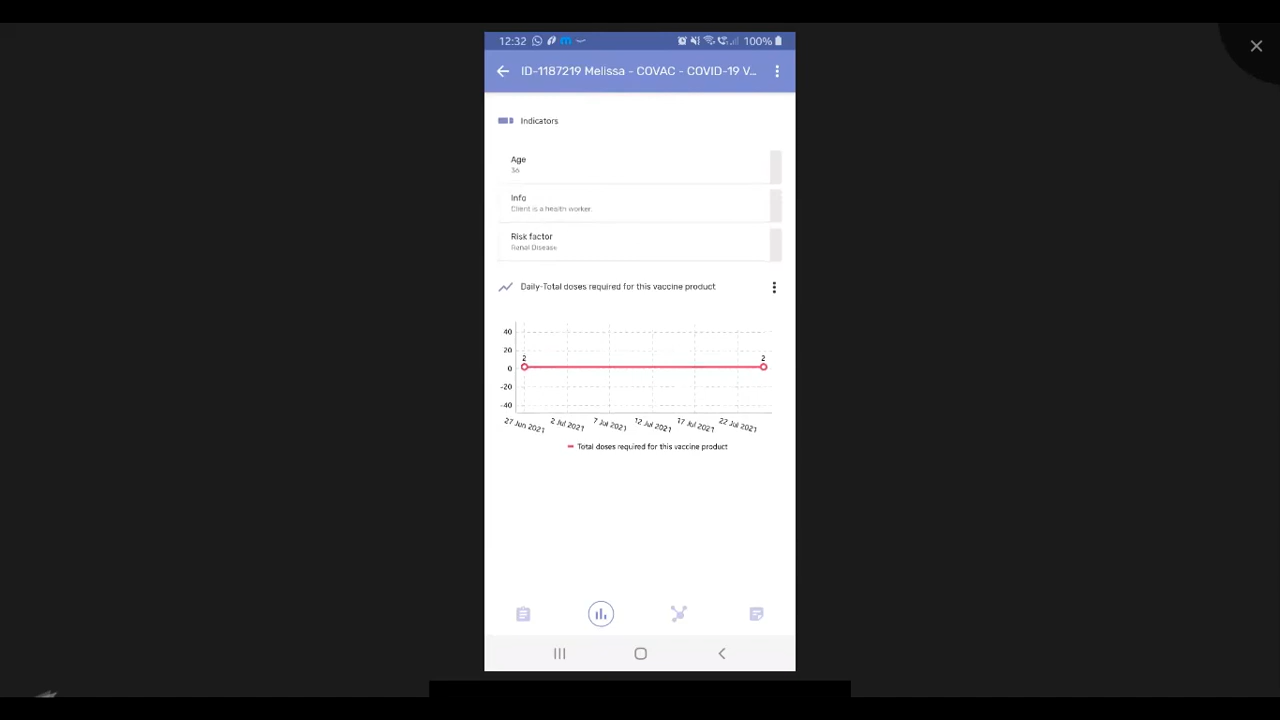 12:32 100%
ID-1187219 Melissa - COVAC - COVID-19 V...
Indicators
Age
36
Info
Client is a health worker.
Risk factor
Renal Disease
Daily-Total doses required for this vaccine product
40
20
0
-20
-40
2 2
27 Jun 2021 2 Jul 2021 7 Jul 2021 12 Jul 2021 17 Jul 2021 22 Jul 2021
Total doses required for this vaccine product